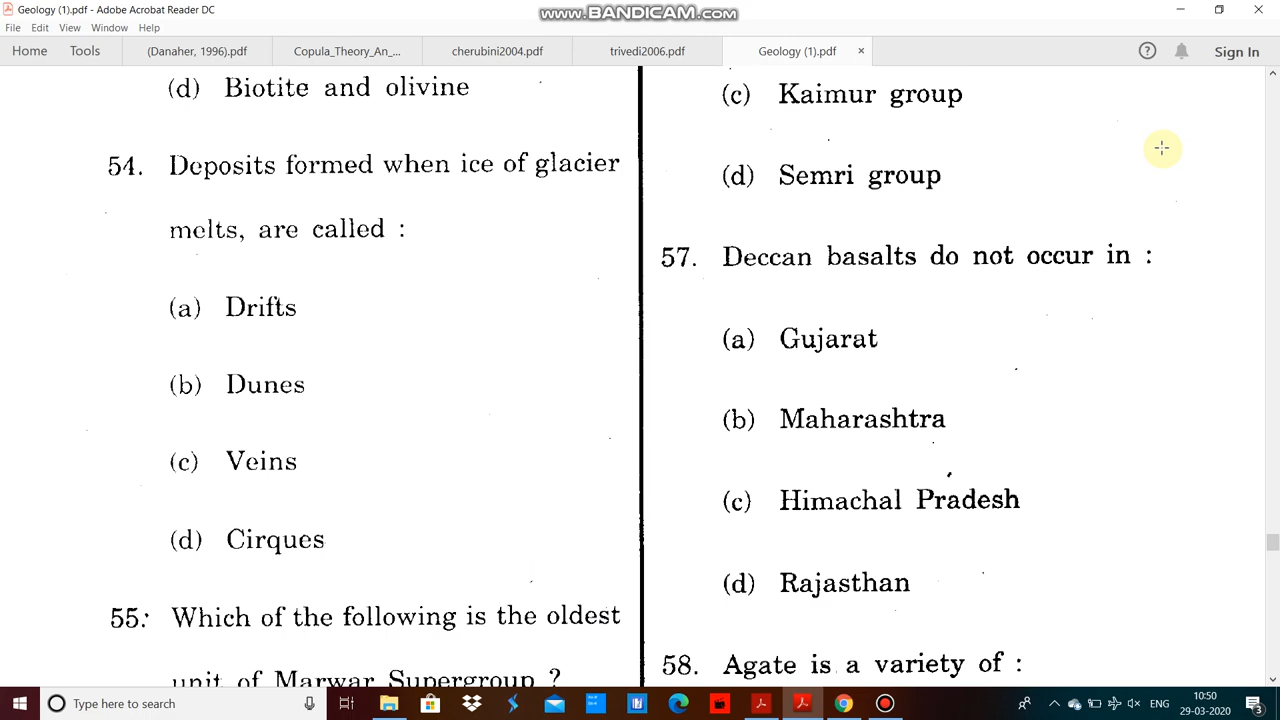 Geology (1).pdf - Adobe Acrobat Reader DC
www.BANDICAM.com
File Edit View Window Help
Home Tools (Danaher, 1996).pdf Copula_Theory_An_... cherubini2004.pdf trivedi2006.pdf Geology (1).pdf × ? Sign In
(d) Biotite and olivine
54. Deposits formed when ice of glacier
melts, are called :
(a) Drifts
(b) Dunes
(c) Veins
(d) Cirques
55. Which of the following is the oldest
unit of Marwar Supergroup ?
(c) Kaimur group
(d) Semri group
57. Deccan basalts do not occur in :
(a) Gujarat
(b) Maharashtra
(c) Himachal Pradesh
(d) Rajasthan
58. Agate is a variety of :
Type here to search
ENG
10:50
29-03-2020
3